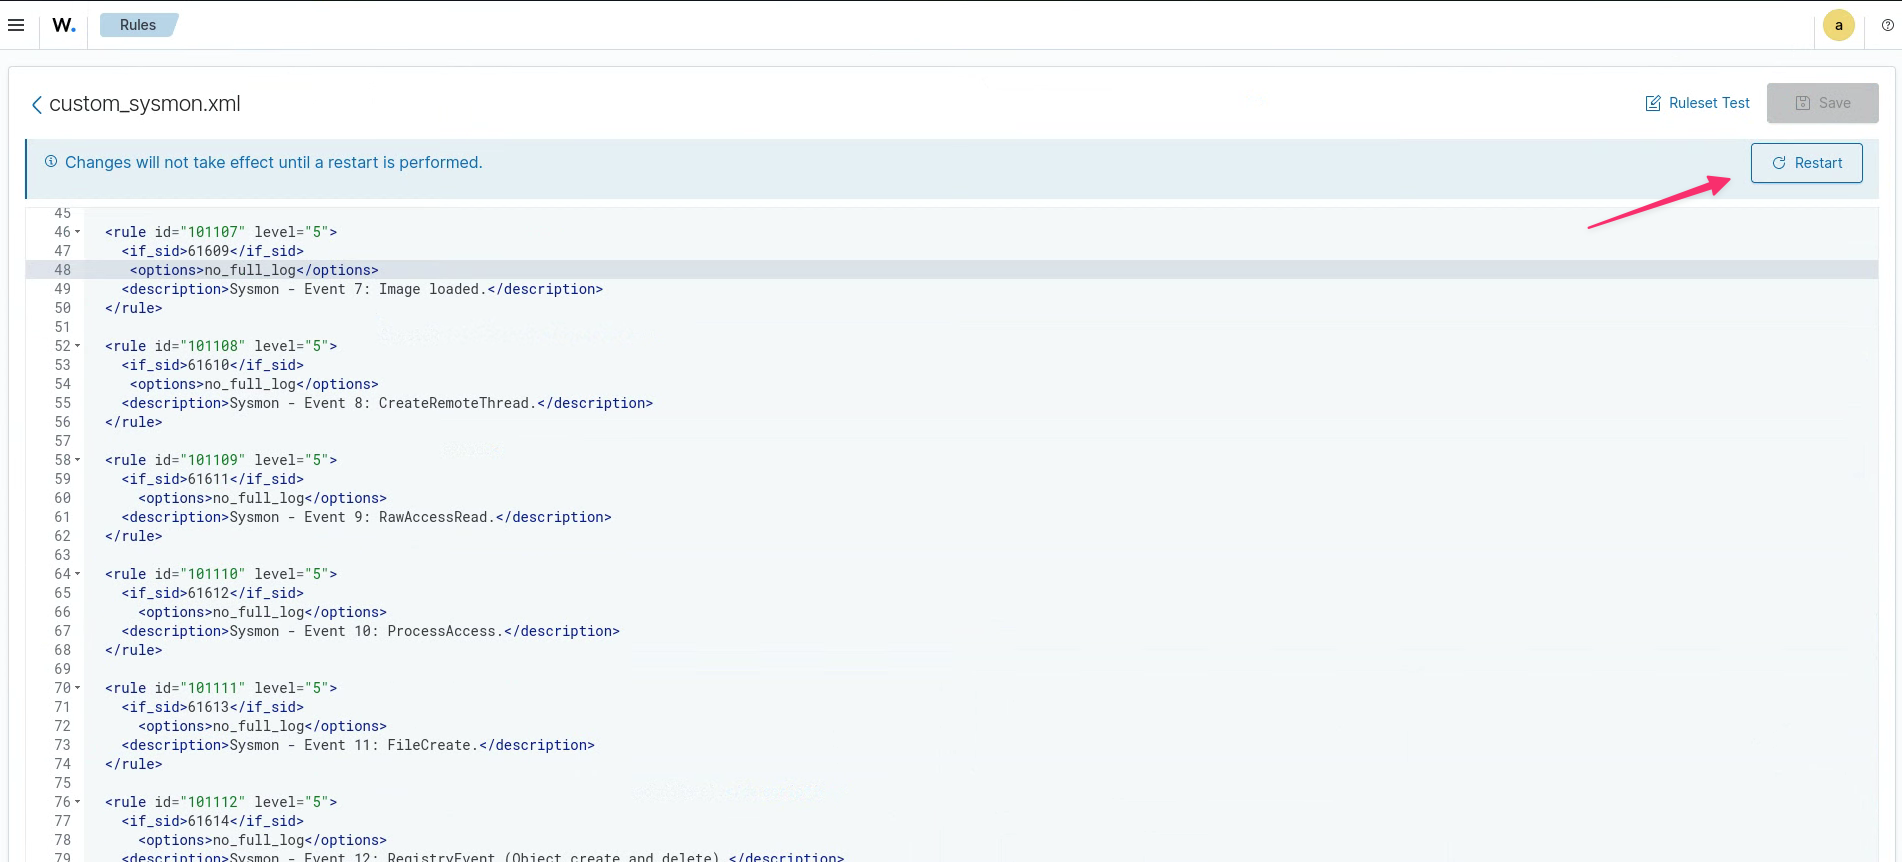 W. Rules a
custom_sysmon.xml Ruleset Test Save
Changes will not take effect until a restart is performed. Restart
45
46 <rule id="101107" level="5">
47 <if_sid>61609</if_sid>
48 <options>no_full_log</options>
49 <description>Sysmon - Event 7: Image loaded.</description>
50 </rule>
51
52 <rule id="101108" level="5">
53 <if_sid>61610</if_sid>
54 <options>no_full_log</options>
55 <description>Sysmon - Event 8: CreateRemoteThread.</description>
56 </rule>
57
58 <rule id="101109" level="5">
59 <if_sid>61611</if_sid>
60 <options>no_full_log</options>
61 <description>Sysmon - Event 9: RawAccessRead.</description>
62 </rule>
63
64 <rule id="101110" level="5">
65 <if_sid>61612</if_sid>
66 <options>no_full_log</options>
67 <description>Sysmon - Event 10: ProcessAccess.</description>
68 </rule>
69
70 <rule id="101111" level="5">
71 <if_sid>61613</if_sid>
72 <options>no_full_log</options>
73 <description>Sysmon - Event 11: FileCreate.</description>
74 </rule>
75
76 <rule id="101112" level="5">
77 <if_sid>61614</if_sid>
78 <options>no_full_log</options>
79 <description>Sysmon - Event 12: RegistryEvent (Object create and delete).</description>